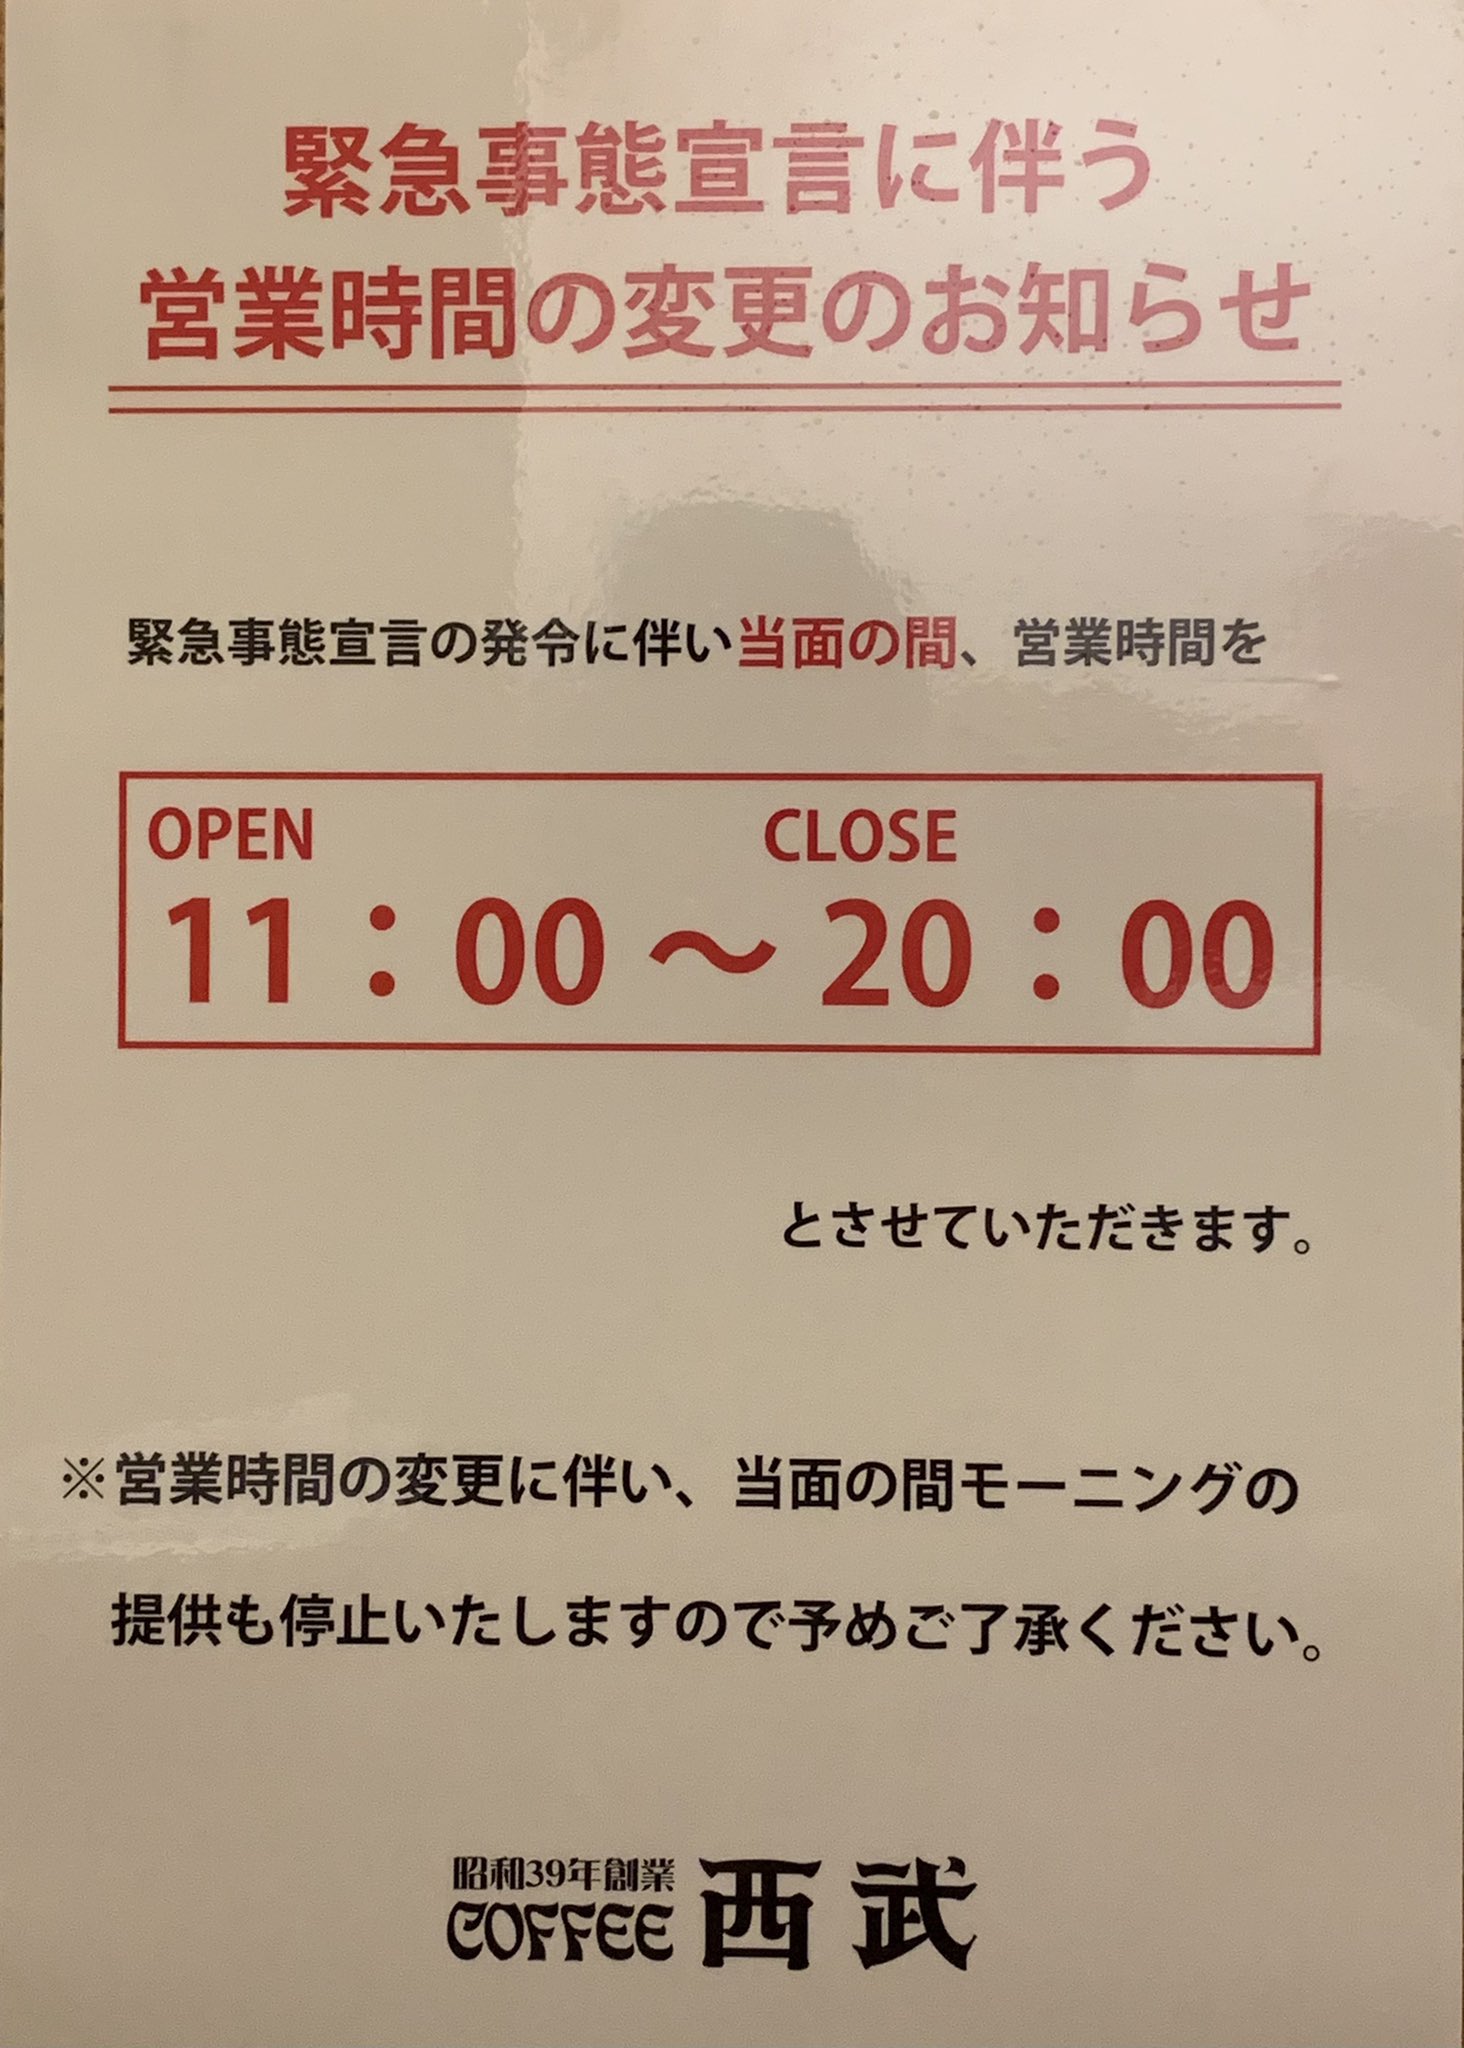 緊急事態宣言に伴う
営業時間の変更のお知らせ
緊急事態宣言の発令に伴い当面の間、営業時間を
OPEN CLOSE
11：00～20：00
とさせていただきます。
※営業時間の変更に伴い、当面の間モーニングの
提供も停止いたしますので予めご了承ください。
昭和39年創業
COFFEE 西武